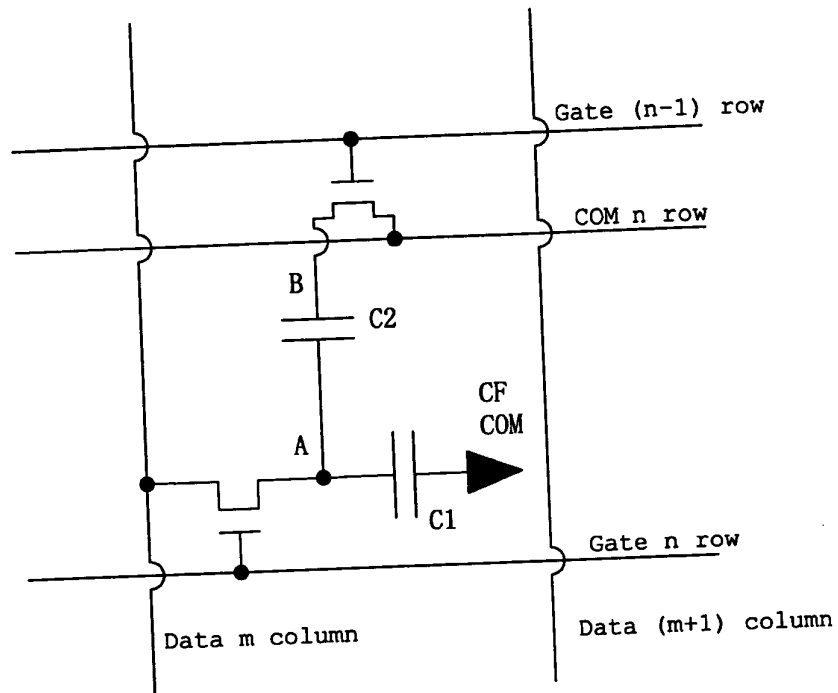 Gate (n-1) row
COM n row
B
C2
CF
COM
A
C1
Gate n row
Data m column
Data (m+1) column